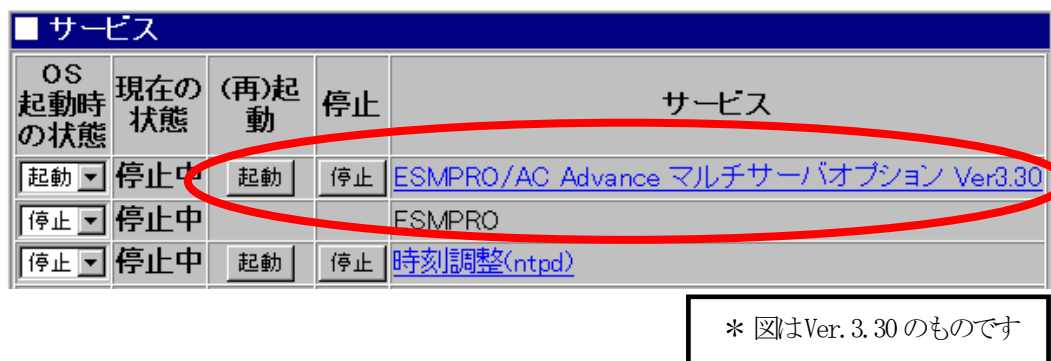 ■ サービス
OS起動時の状態 現在の状態 (再)起動 停止 サービス
起動 停止中 起動 停止 ESMPRO/AC Advance マルチサーバオプション Ver3.30
停止 停止中 ESMPRO
停止 停止中 起動 停止 時刻調整(ntpd)
＊ 図はVer.3.30のものです